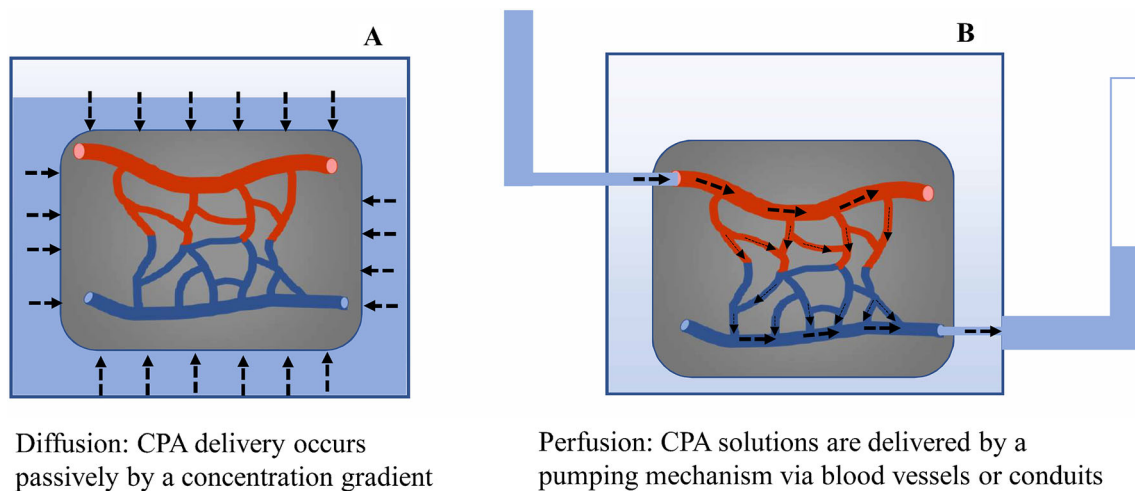 A
B
Diffusion: CPA delivery occurs
passively by a concentration gradient
Perfusion: CPA solutions are delivered by a
pumping mechanism via blood vessels or conduits